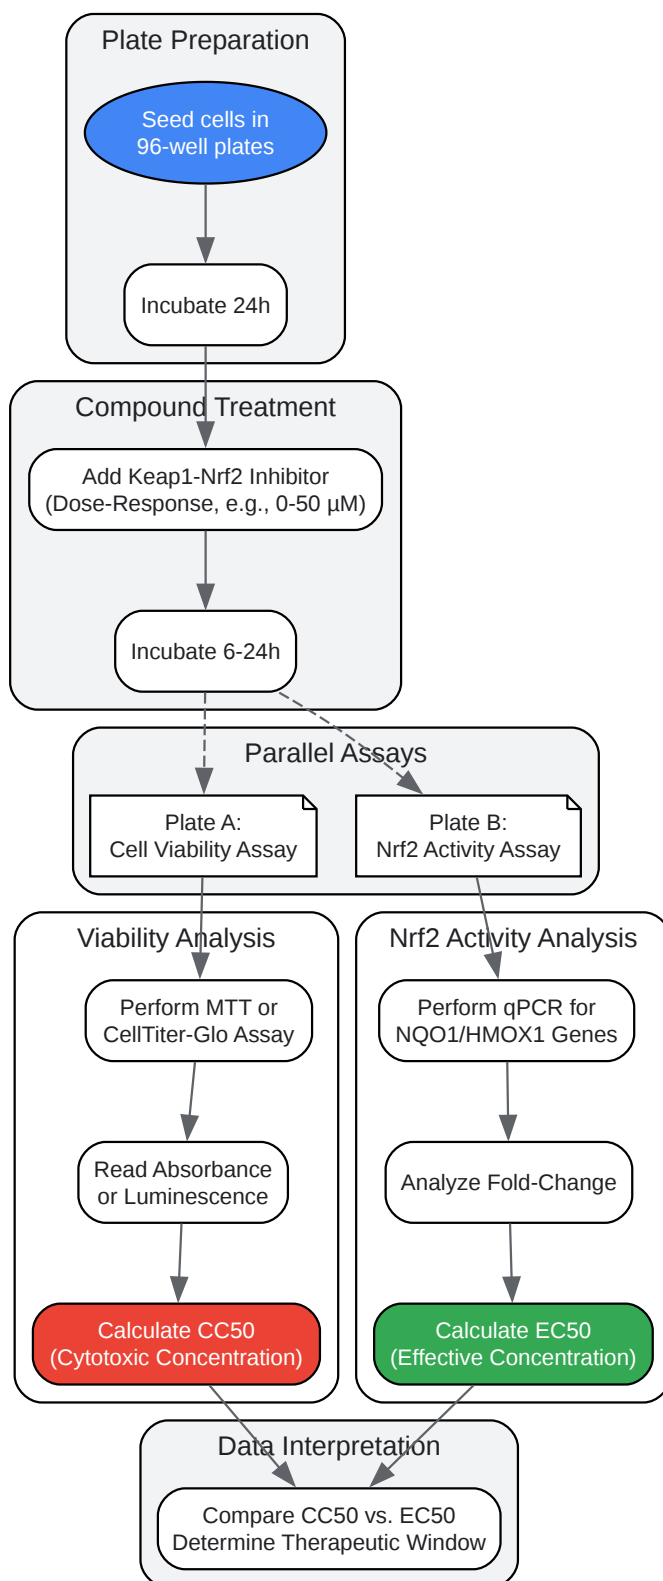 Plate Preparation
Seed cells in
96-well plates
Incubate 24h
Compound Treatment
Add Keap1-Nrf2 Inhibitor
(Dose-Response, e.g., 0-50 µM)
Incubate 6-24h
Parallel Assays
Plate A:
Cell Viability Assay
Plate B:
Nrf2 Activity Assay
Viability Analysis
Perform MTT or
CellTiter-Glo Assay
Read Absorbance
or Luminescence
Calculate CC50
(Cytotoxic Concentration)
Nrf2 Activity Analysis
Perform qPCR for
NQO1/HMOX1 Genes
Analyze Fold-Change
Calculate EC50
(Effective Concentration)
Data Interpretation
Compare CC50 vs. EC50
Determine Therapeutic Window